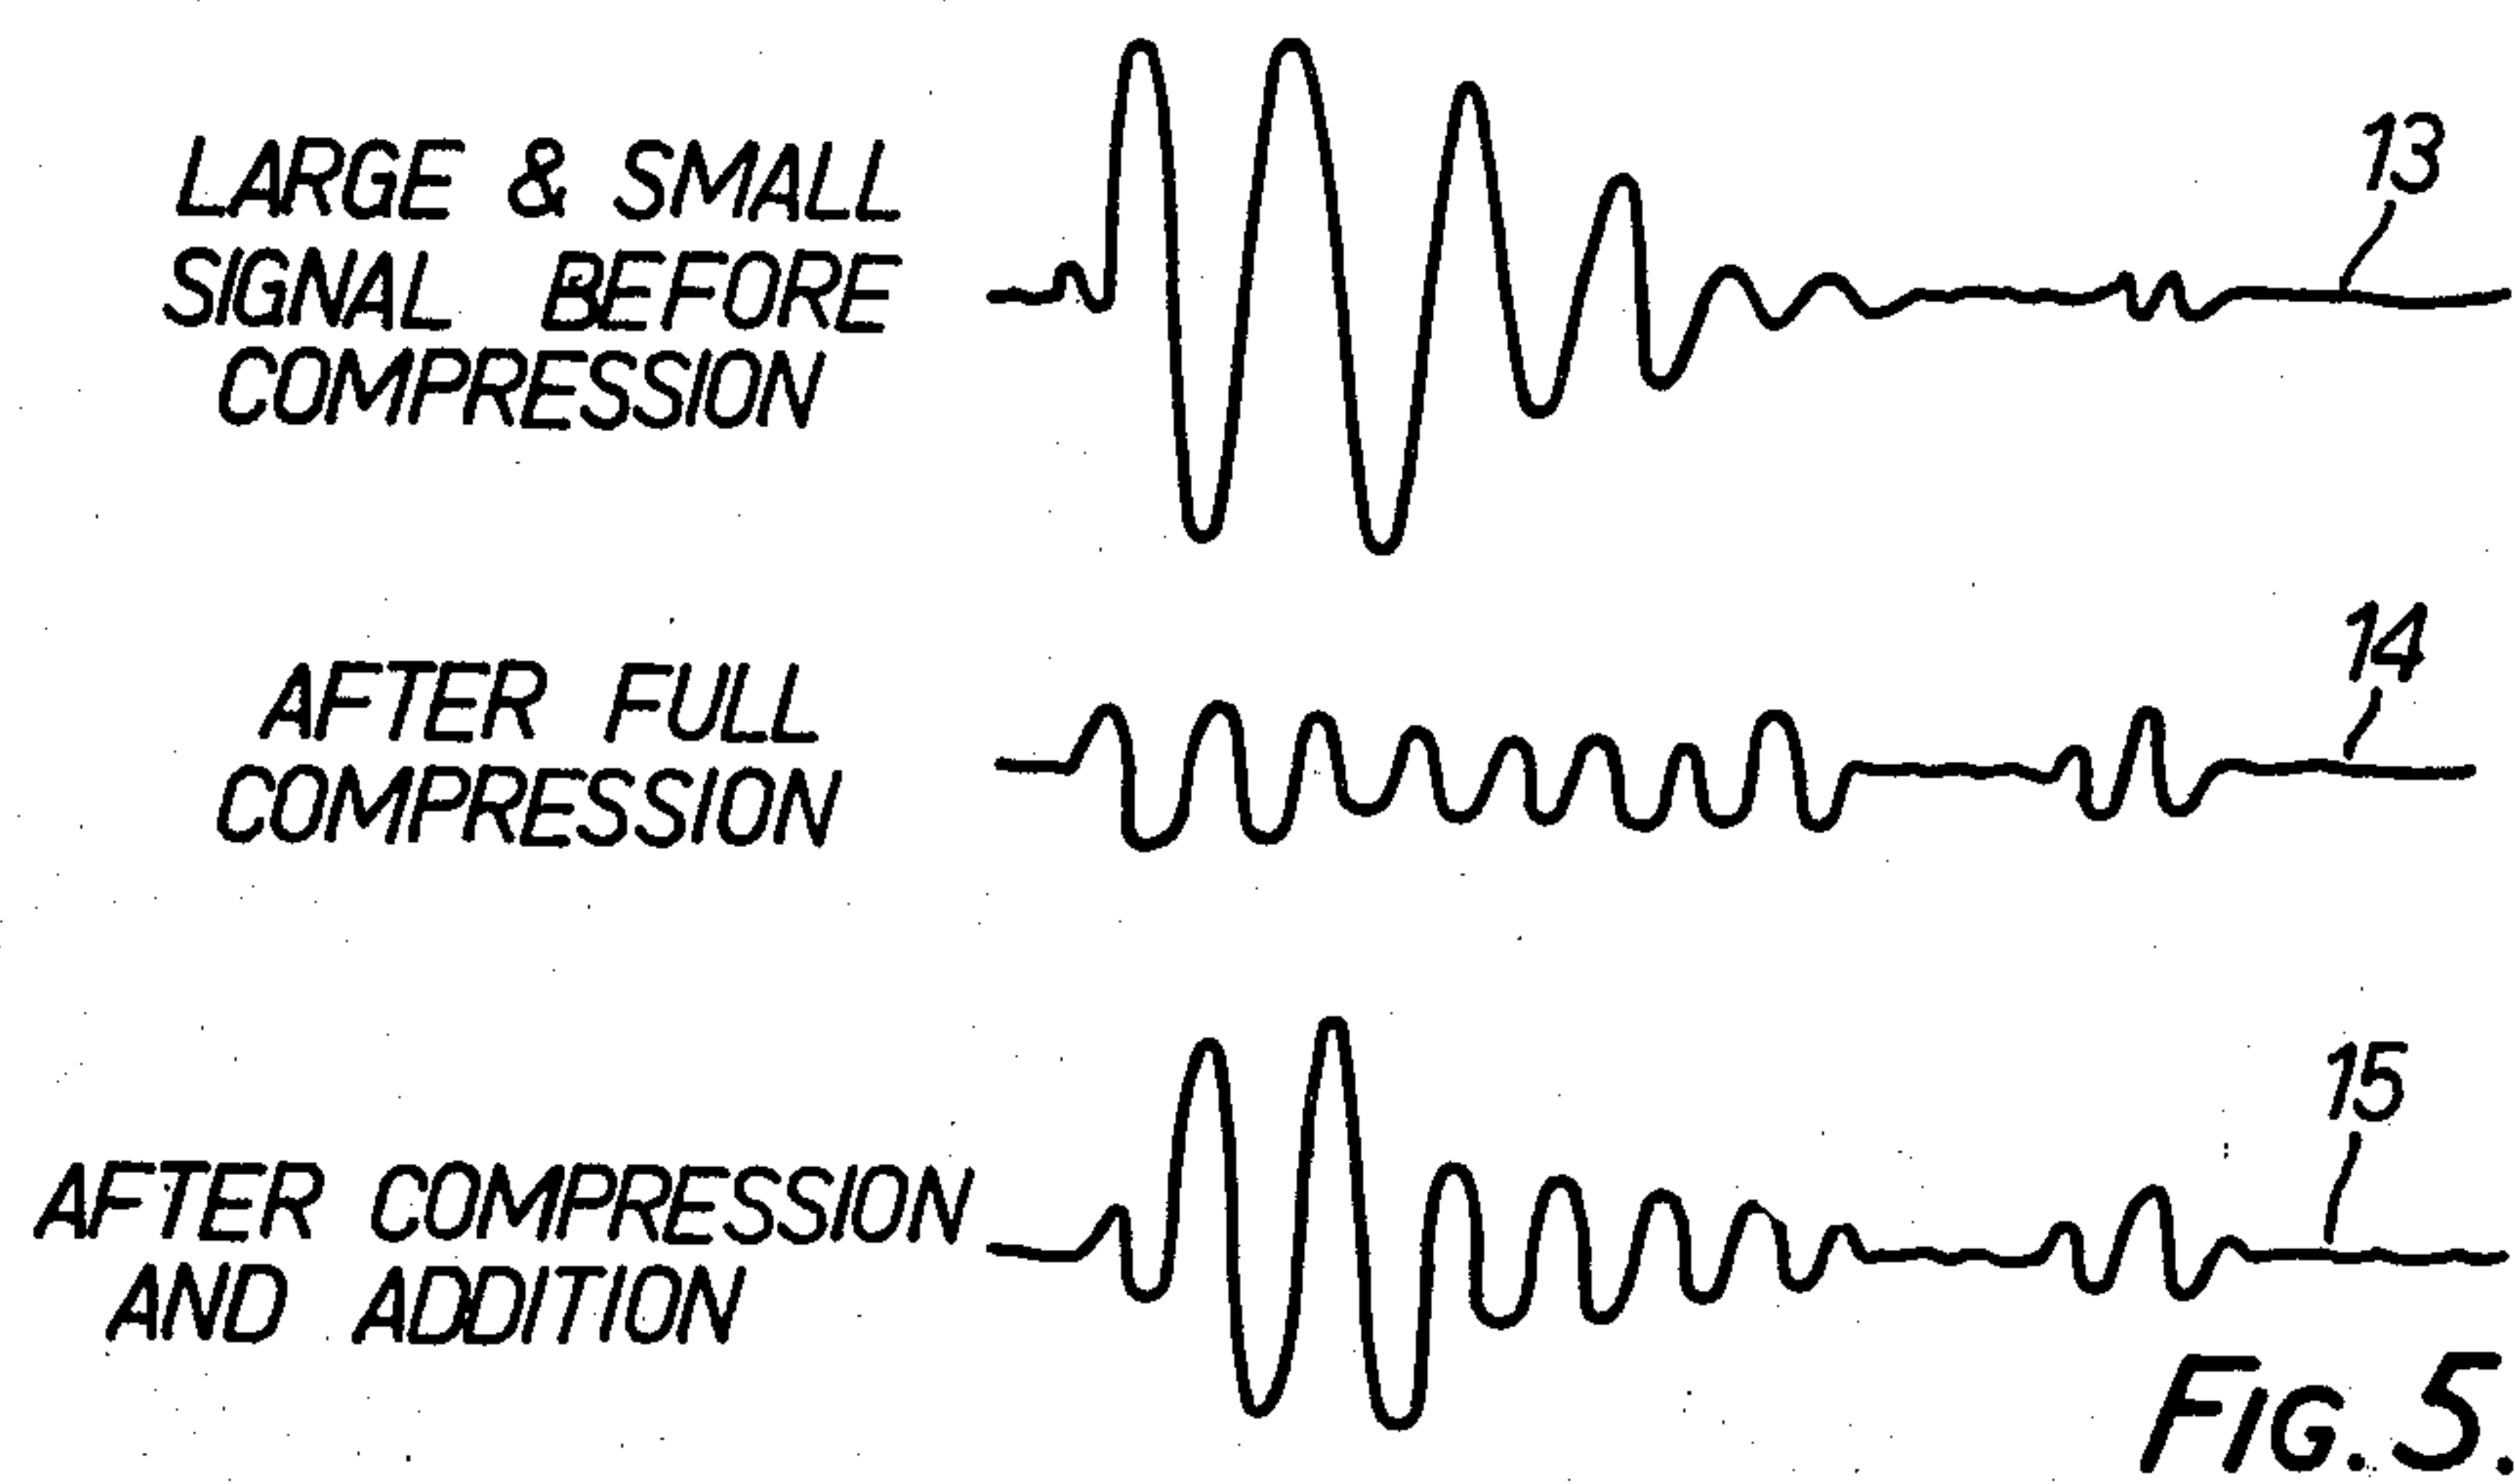 LARGE & SMALL
SIGNAL BEFORE
COMPRESSION
13
AFTER FULL
COMPRESSION
14
AFTER COMPRESSION
AND ADDITION
15
FIG. 5.